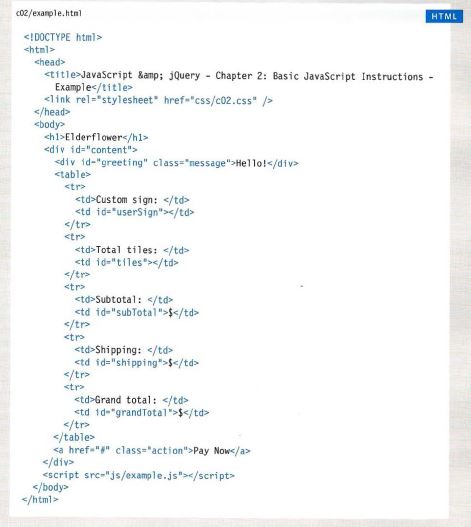 c02/example.html
HTML
<!DOCTYPE html>
<html>
<head>
<title>JavaScript &amp; jQuery - Chapter 2: Basic JavaScript Instructions -
Example</title>
<link rel="stylesheet" href="css/c02.css" />
</head>
<body>
<h1>Elderflower</h1>
<div id="content">
<div id="greeting" class="message">Hello!</div>
<table>
<tr>
<td>Custom sign: </td>
<td id="userSign"></td>
</tr>
<tr>
<td>Total tiles: </td>
<td id="tiles"></td>
</tr>
<tr>
<td>Subtotal: </td>
<td id="subTotal">$</td>
</tr>
<tr>
<td>Shipping: </td>
<td id="shipping">$</td>
</tr>
<tr>
<td>Grand total: </td>
<td id="grandTotal">$</td>
</tr>
</table>
<a href="#" class="action">Pay Now</a>
</div>
<script src="js/example.js"></script>
</body>
</html>